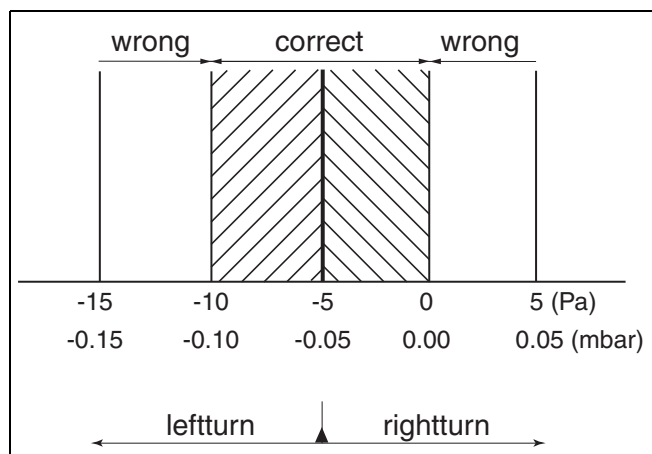 wrong correct wrong
-15 -10 -5 0 5 (Pa)
-0.15 -0.10 -0.05 0.00 0.05 (mbar)
leftturn rightturn